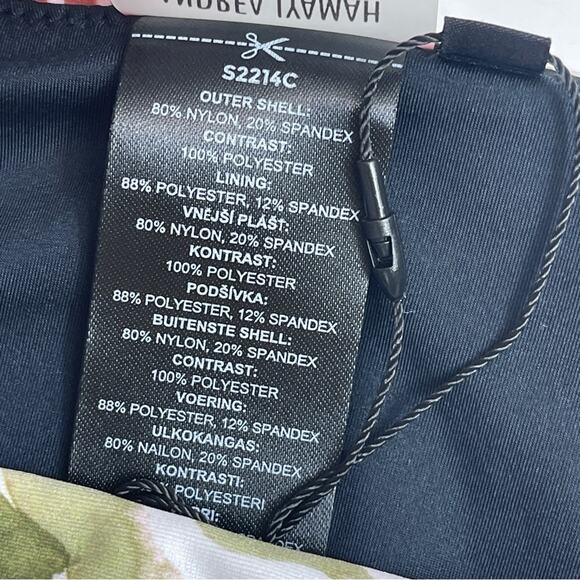 ANDREA IYAMAH
S2214C
OUTER SHELL:
80% NYLON, 20% SPANDEX
CONTRAST:
100% POLYESTER
LINING:
88% POLYESTER, 12% SPANDEX
VNĚJŠÍ PLÁŠŤ:
80% NYLON, 20% SPANDEX
KONTRAST:
100% POLYESTER
PODŠÍVKA:
88% POLYESTER, 12% SPANDEX
BUITENSTE SHELL:
80% NYLON, 20% SPANDEX
CONTRAST:
100% POLYESTER
VOERING:
88% POLYESTER, 12% SPANDEX
ULKOKANGAS:
80% NAILON, 20% SPANDEX
KONTRASTI:
POLYESTERI